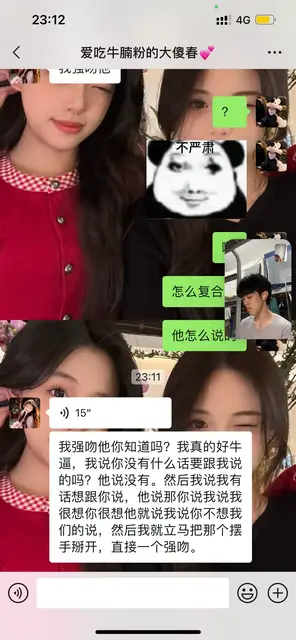 23:12
4G
爱吃牛腩粉的大傻春💕
我强吻他
?
不严肃
怎么复合
他怎么说的
23:11
15"
我强吻他你知道吗？我真的好牛
逼，我说你没有什么话要跟我说
的吗？他说没有。然后我说我有
话想跟你说，他说那你说我说我
很想你很想他就说我说你不想我
们的说，然后我就立马把那个摆
手掰开，直接一个强吻。